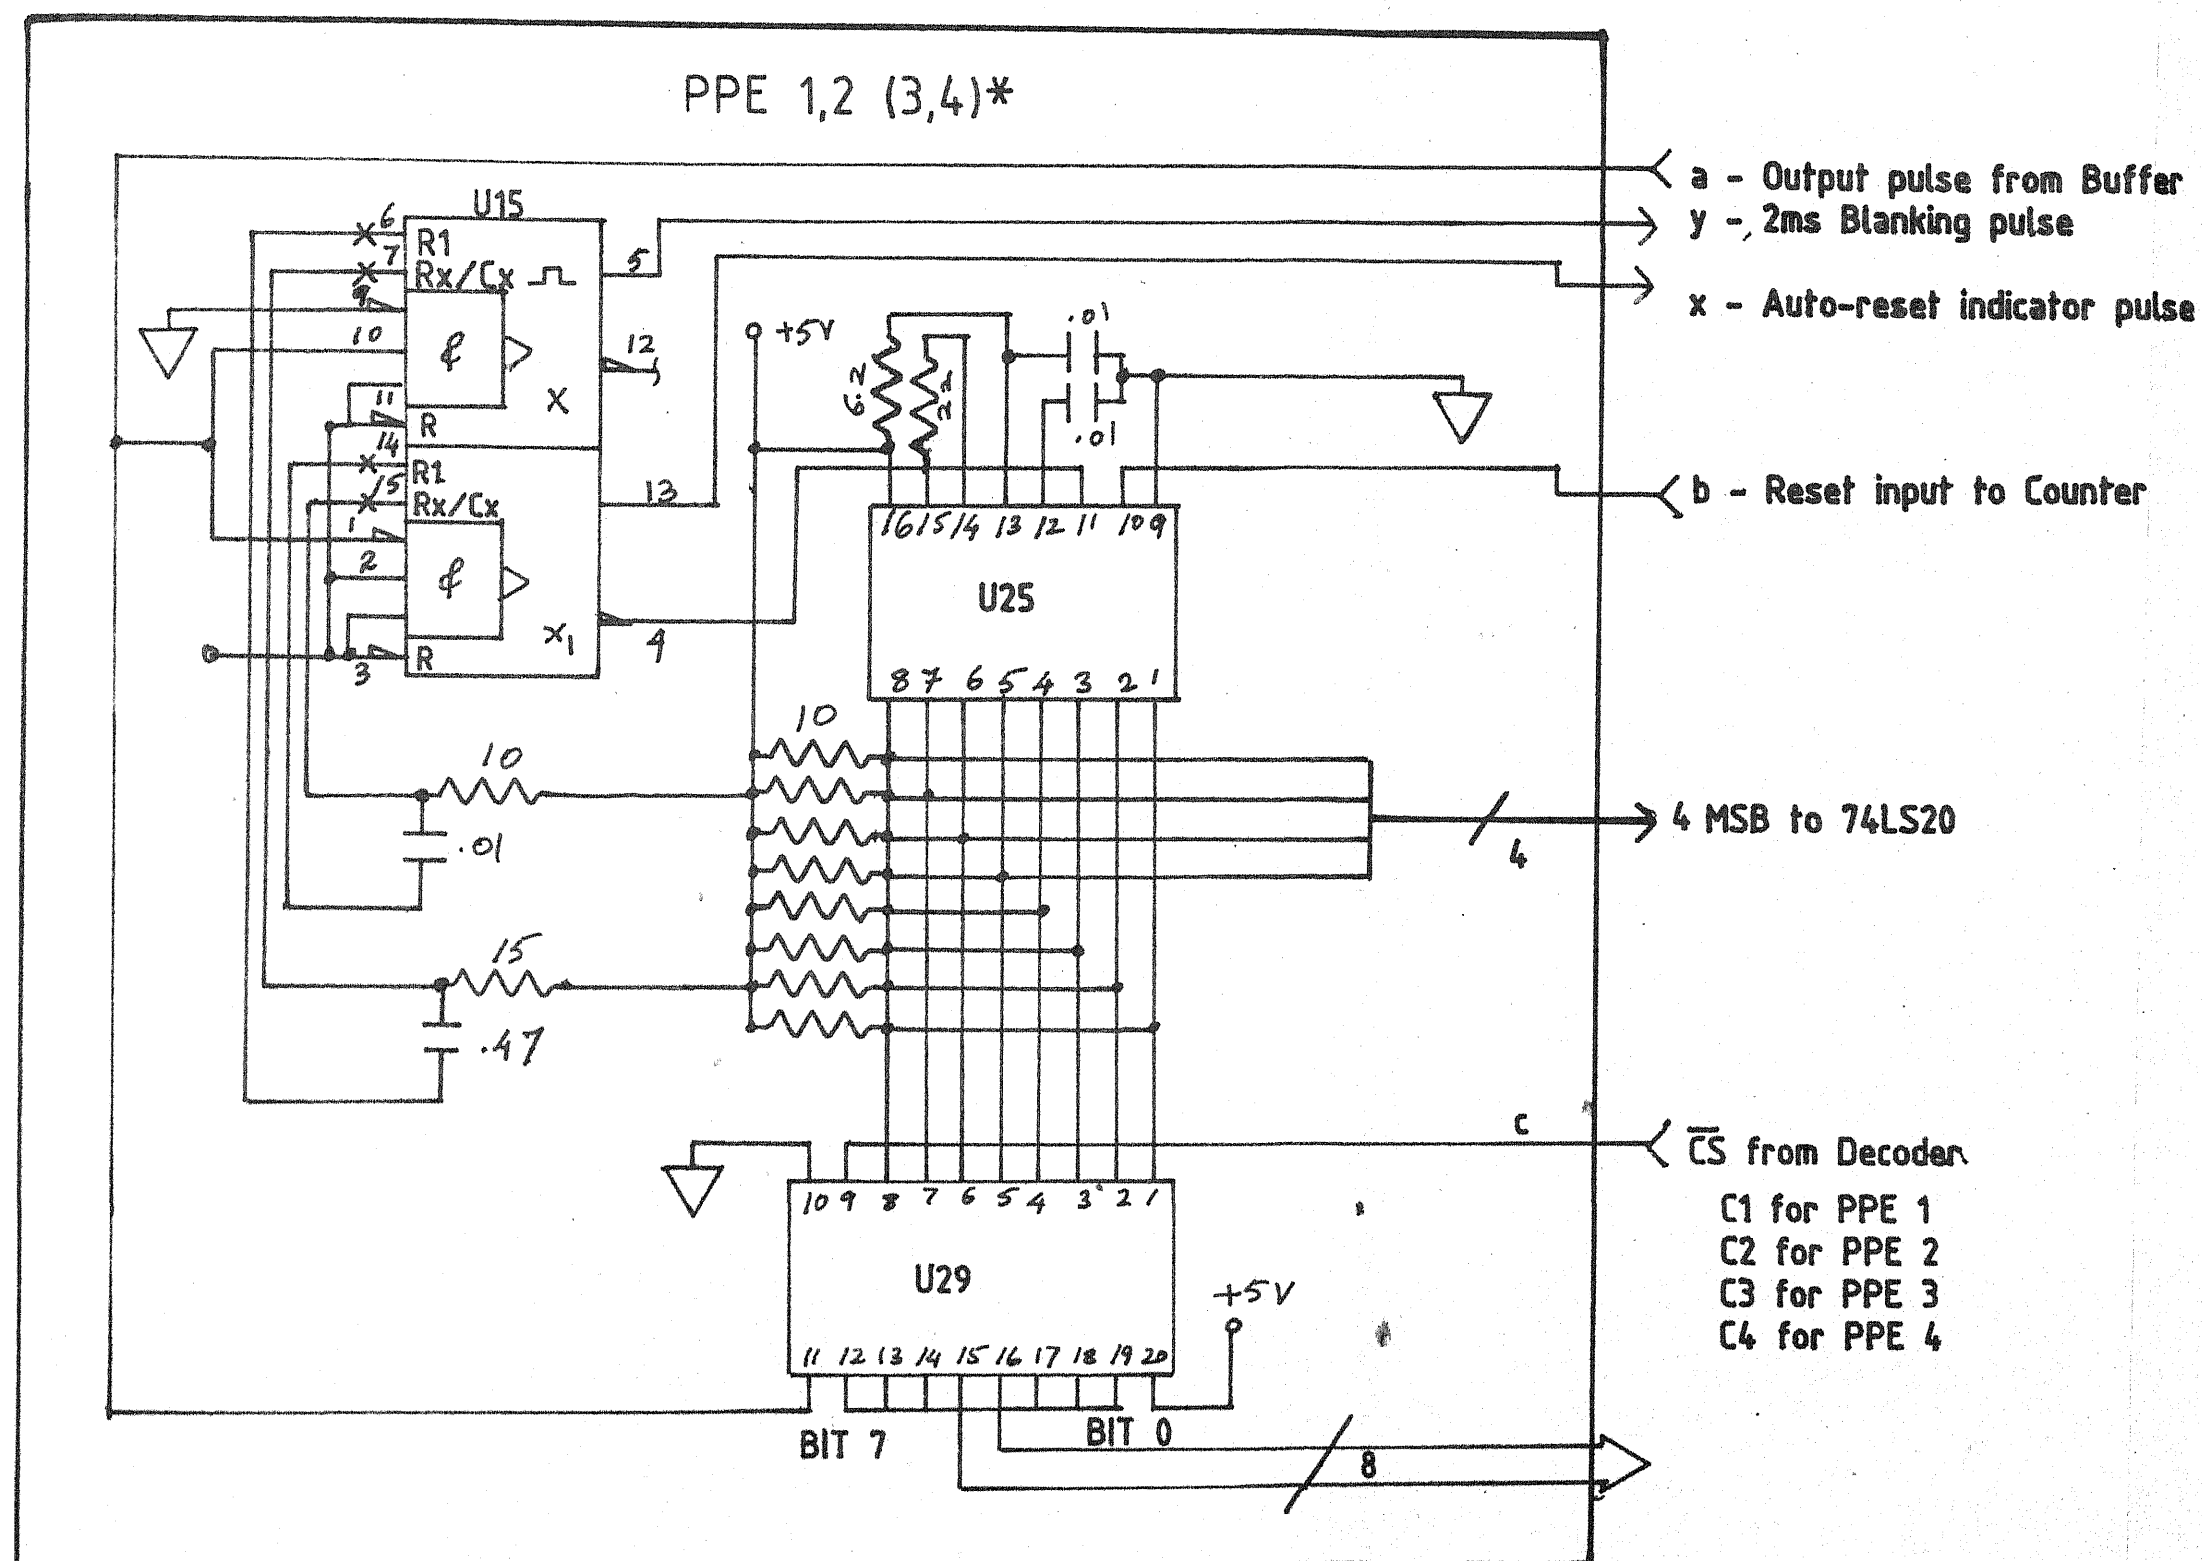 PPE 1,2 (3,4)*
a - Output pulse from Buffer
y - 2ms Blanking pulse
x - Auto-reset indicator pulse
b - Reset input to Counter
4 MSB to 74LS20
4
c
C̅S̅ from Decoder
C1 for PPE 1
C2 for PPE 2
C3 for PPE 3
C4 for PPE 4
U15
6
R1
7
Rx/Cx
5
9
10
&
12
X
11
R
14
R1
15
Rx/Cx
13
1
2
&
X1
4
3
R
+5V
6.2
22
.01
.01
16 15 14 13 12 11 10 9
U25
8 7 6 5 4 3 2 1
10
10
.01
15
.47
10 9 8 7 6 5 4 3 2 1
U29
+5V
11 12 13 14 15 16 17 18 19 20
BIT 7
BIT 0
8